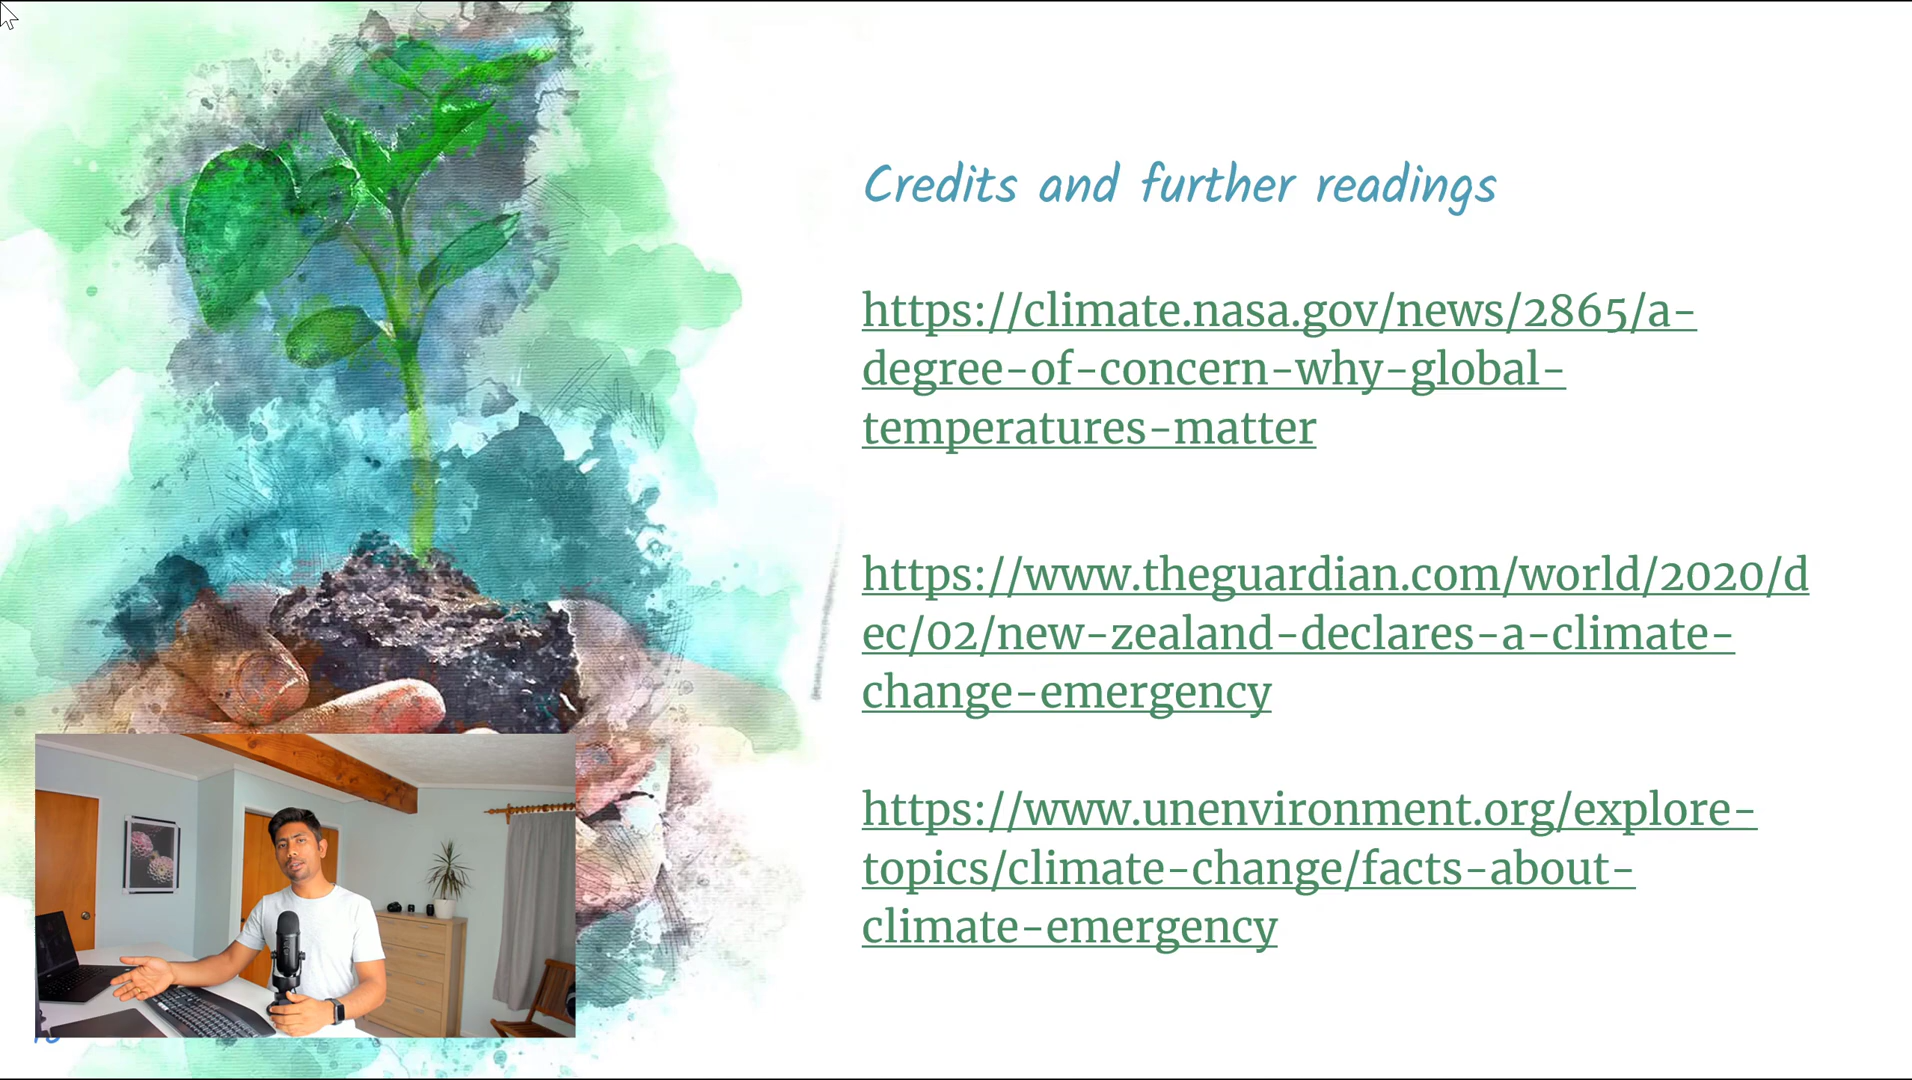 Credits and further readings
https://climate.nasa.gov/news/2865/a-
degree-of-concern-why-global-
temperatures-matter
https://www.theguardian.com/world/2020/d
ec/02/new-zealand-declares-a-climate-
change-emergency
https://www.unenvironment.org/explore-
topics/climate-change/facts-about-
climate-emergency